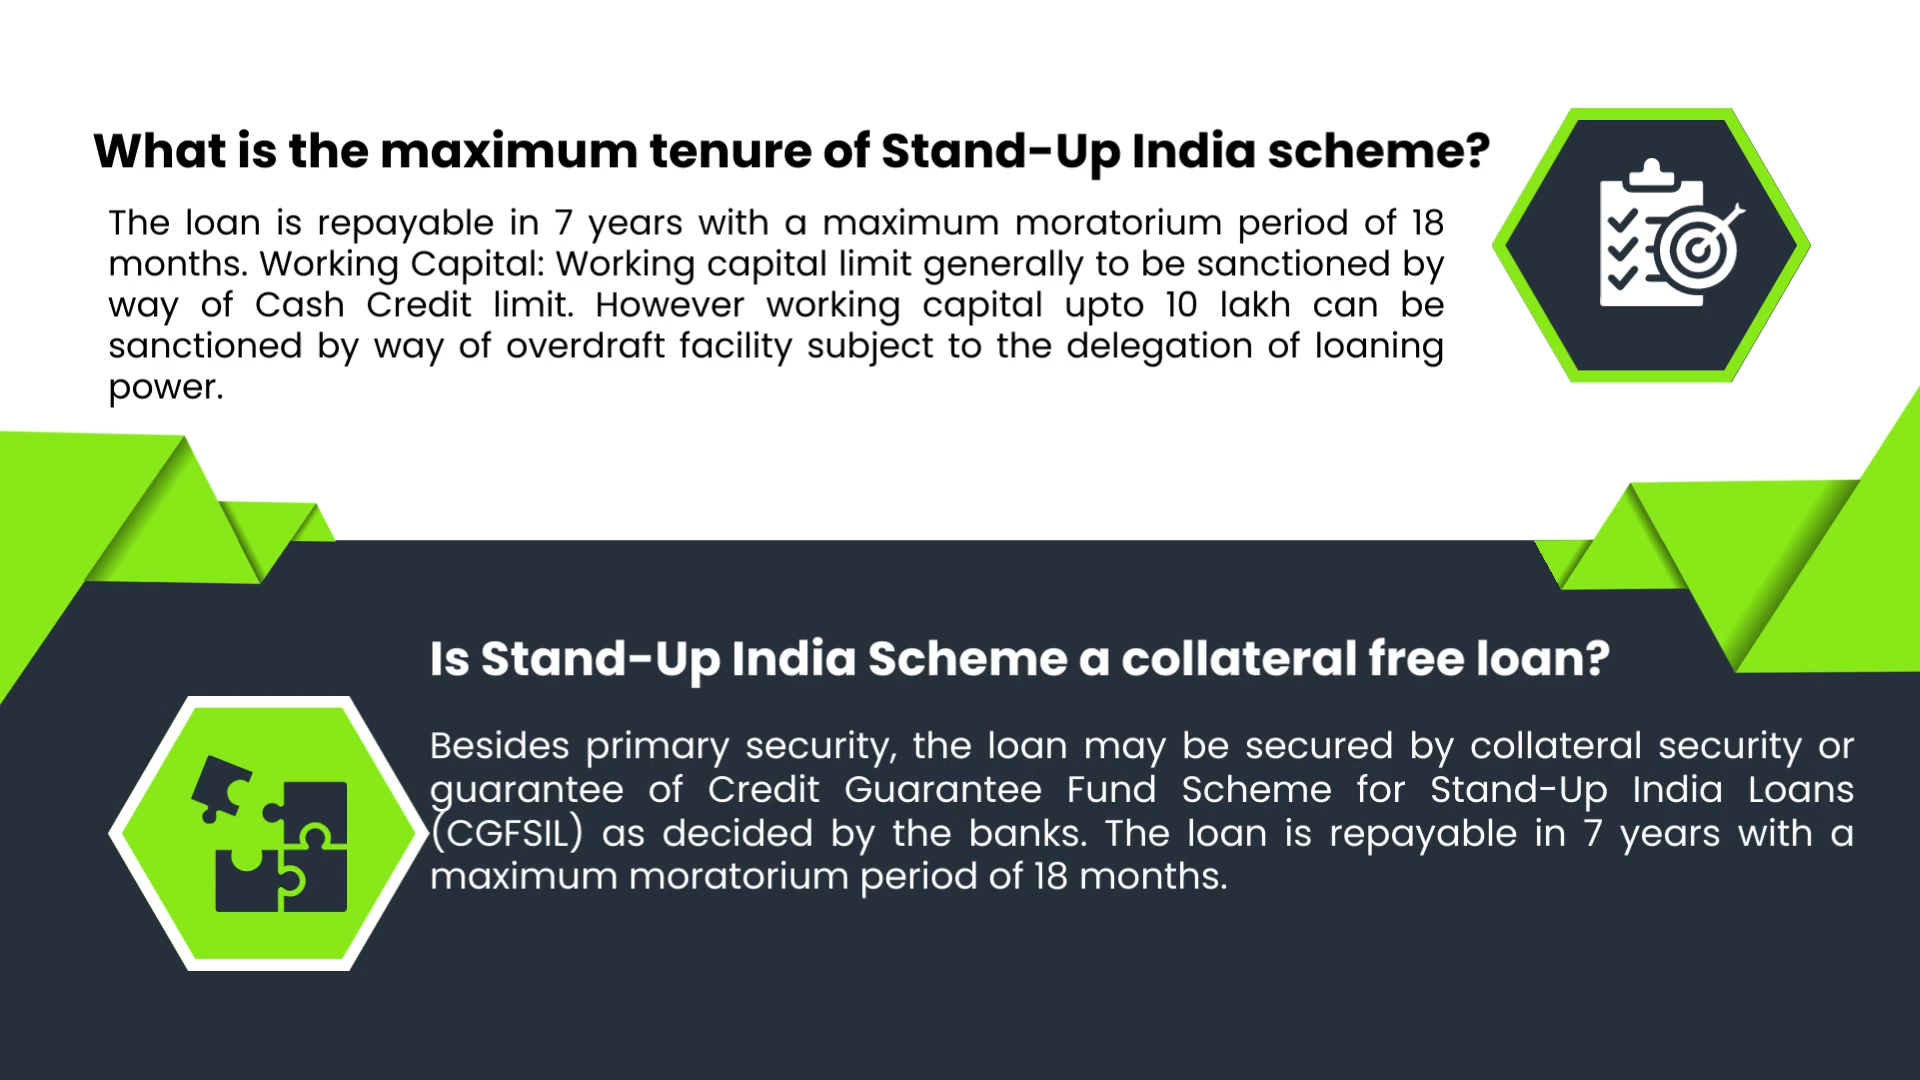 What is the maximum tenure of Stand-Up India scheme?
The loan is repayable in 7 years with a maximum moratorium period of 18
months. Working Capital: Working capital limit generally to be sanctioned by
way of Cash Credit limit. However working capital upto 10 lakh can be
sanctioned by way of overdraft facility subject to the delegation of loaning
power.
Is Stand-Up India Scheme a collateral free loan?
Besides primary security, the loan may be secured by collateral security or
guarantee of Credit Guarantee Fund Scheme for Stand-Up India Loans
(CGFSIL) as decided by the banks. The loan is repayable in 7 years with a
maximum moratorium period of 18 months.